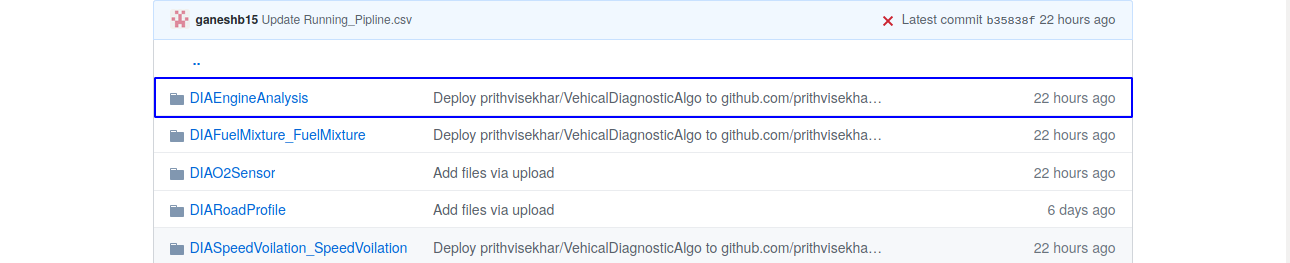 ganeshb15 Update Running_Pipline.csv Latest commit b35838f 22 hours ago
..
DIAEngineAnalysis Deploy prithvisekhar/VehicalDiagnosticAlgo to github.com/prithvisekha… 22 hours ago
DIAFuelMixture_FuelMixture Deploy prithvisekhar/VehicalDiagnosticAlgo to github.com/prithvisekha… 22 hours ago
DIAO2Sensor Add files via upload 22 hours ago
DIARoadProfile Add files via upload 6 days ago
DIASpeedVoilation_SpeedVoilation Deploy prithvisekhar/VehicalDiagnosticAlgo to github.com/prithvisekha… 22 hours ago